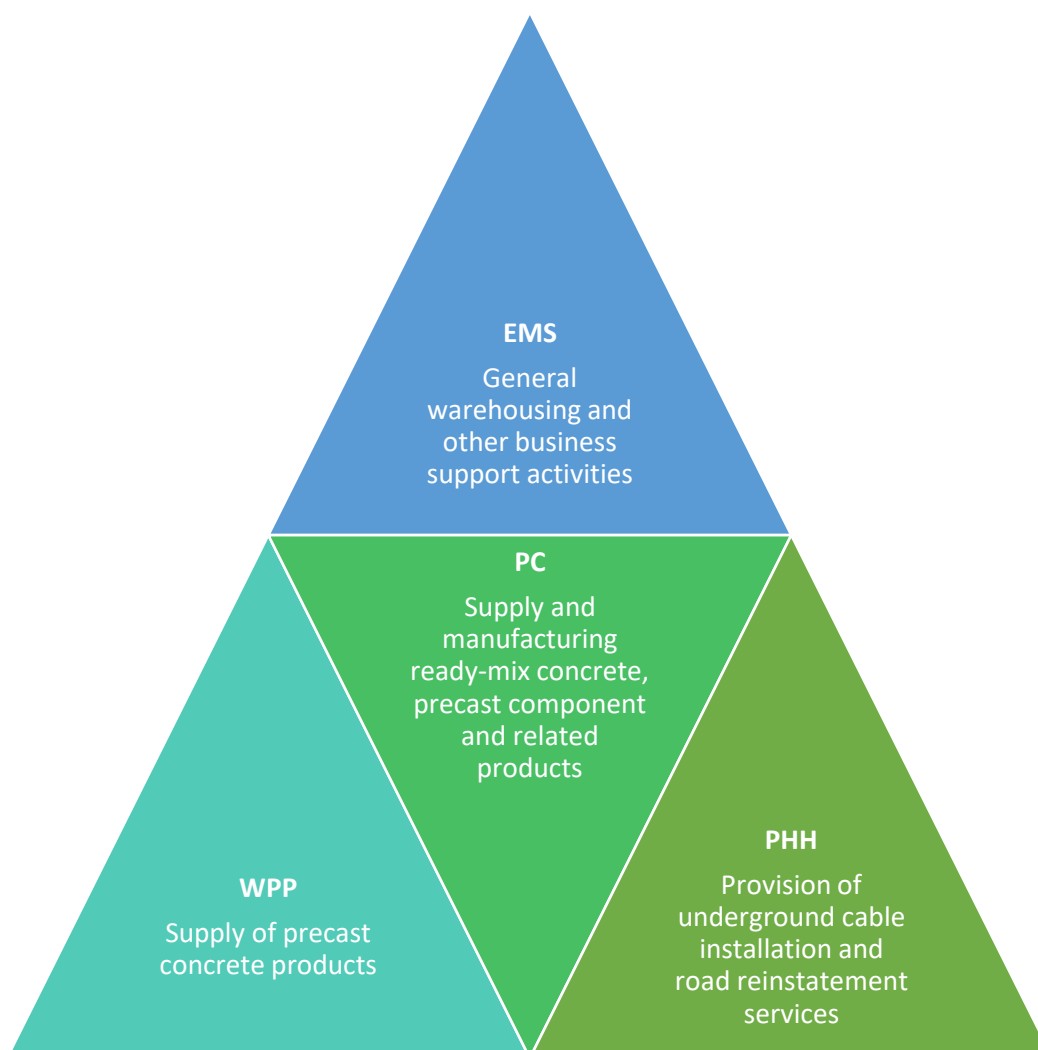 EMS
General
warehousing and
other business
support activities
PC
Supply and
manufacturing
ready-mix concrete,
precast component
and related
products
WPP
Supply of precast
concrete products
PHH
Provision of
underground cable
installation and
road reinstatement
services